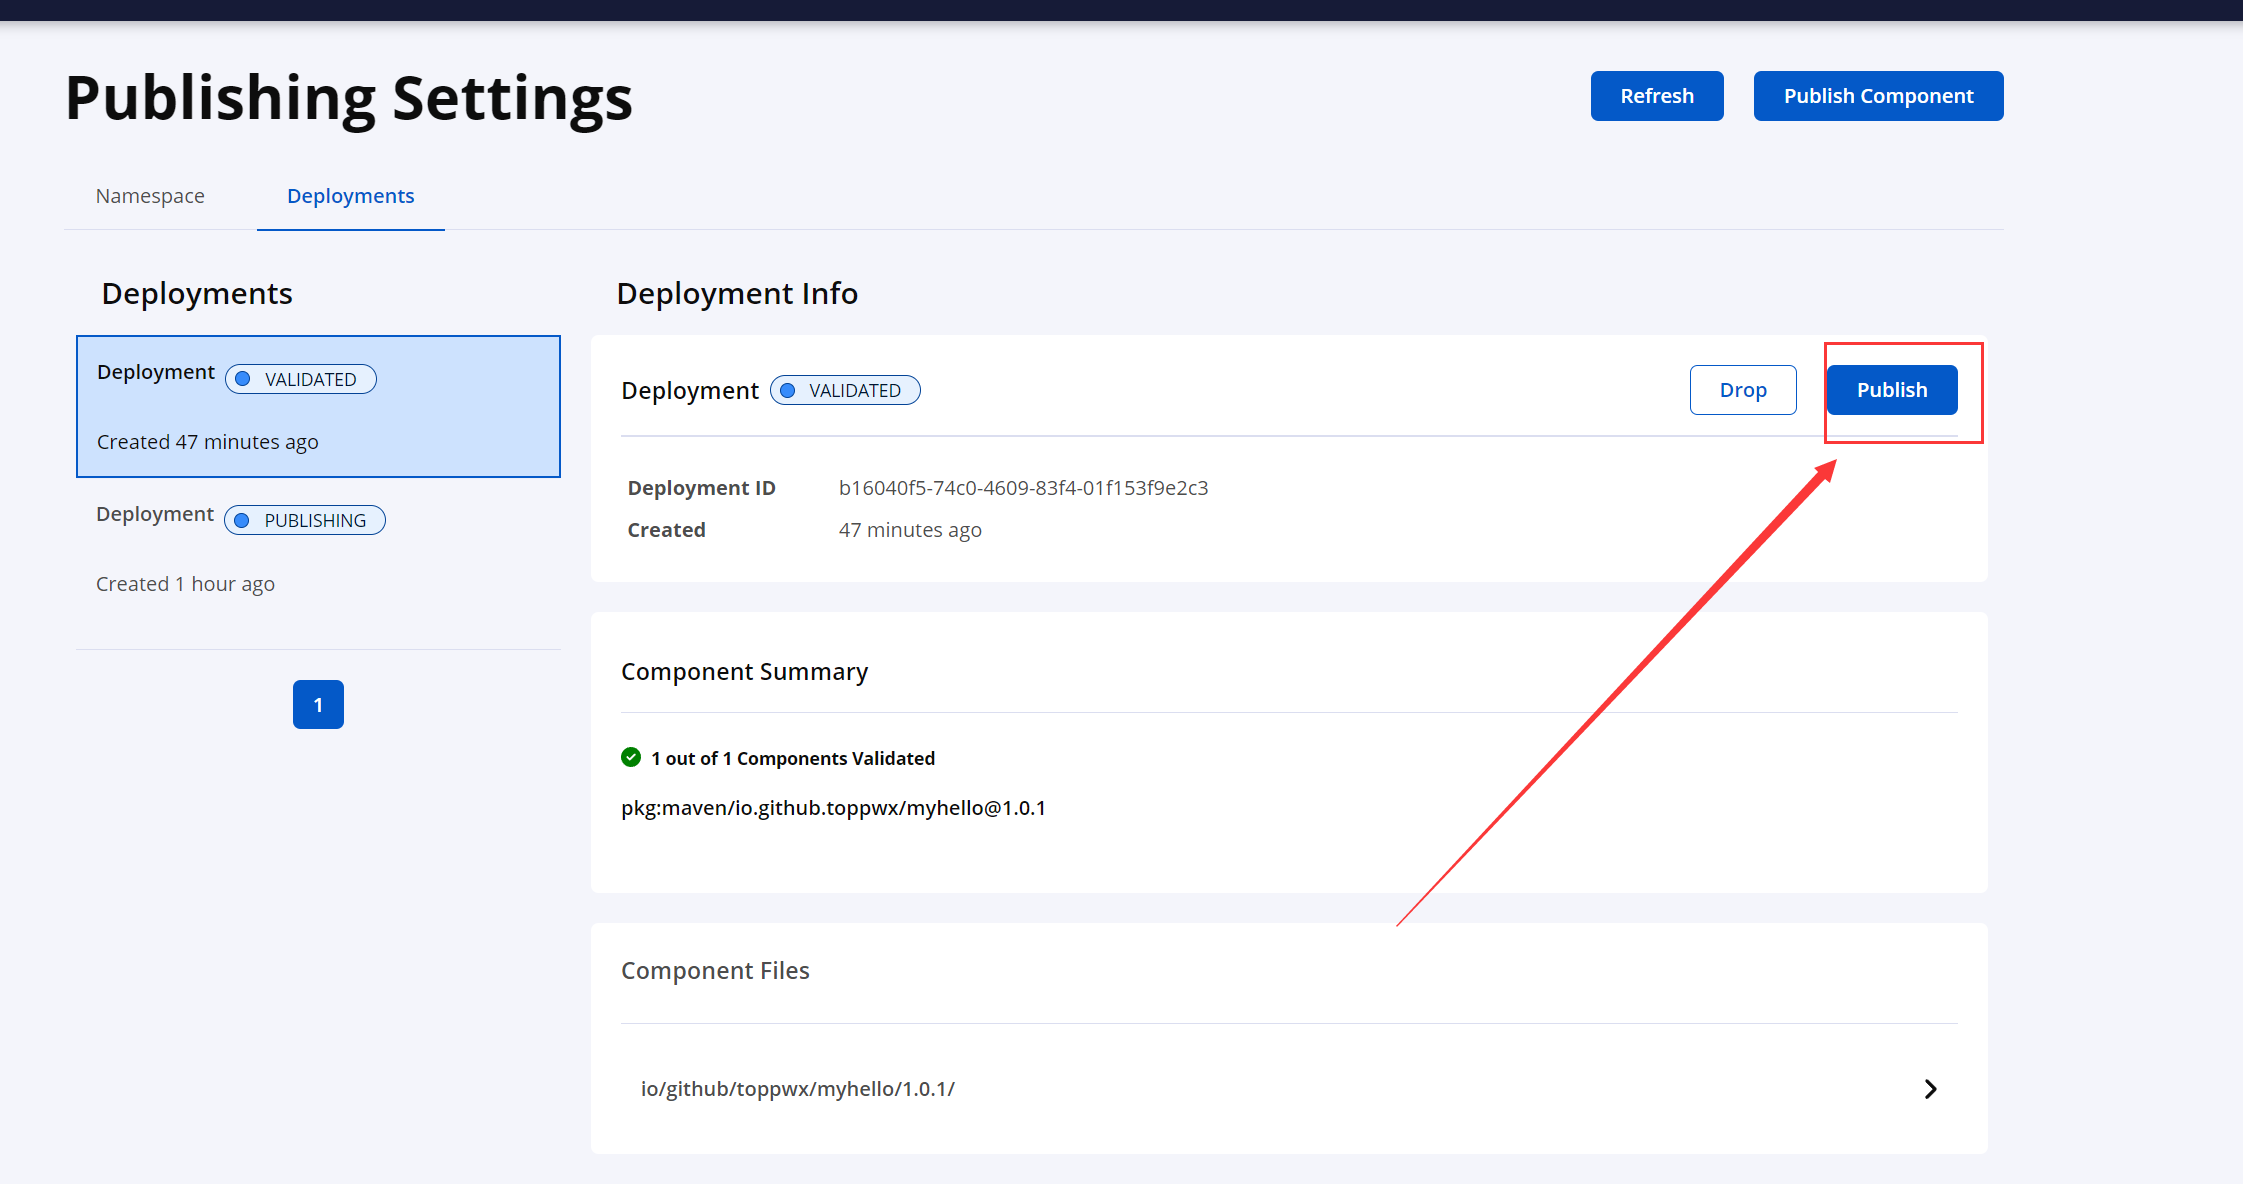 Publishing Settings
Refresh
Publish Component
Namespace
Deployments
Deployments
Deployment VALIDATED
Created 47 minutes ago
Deployment PUBLISHING
Created 1 hour ago
1
Deployment Info
Deployment VALIDATED
Drop
Publish
Deployment ID b16040f5-74c0-4609-83f4-01f153f9e2c3
Created 47 minutes ago
Component Summary
1 out of 1 Components Validated
pkg:maven/io.github.toppwx/myhello@1.0.1
Component Files
io/github/toppwx/myhello/1.0.1/